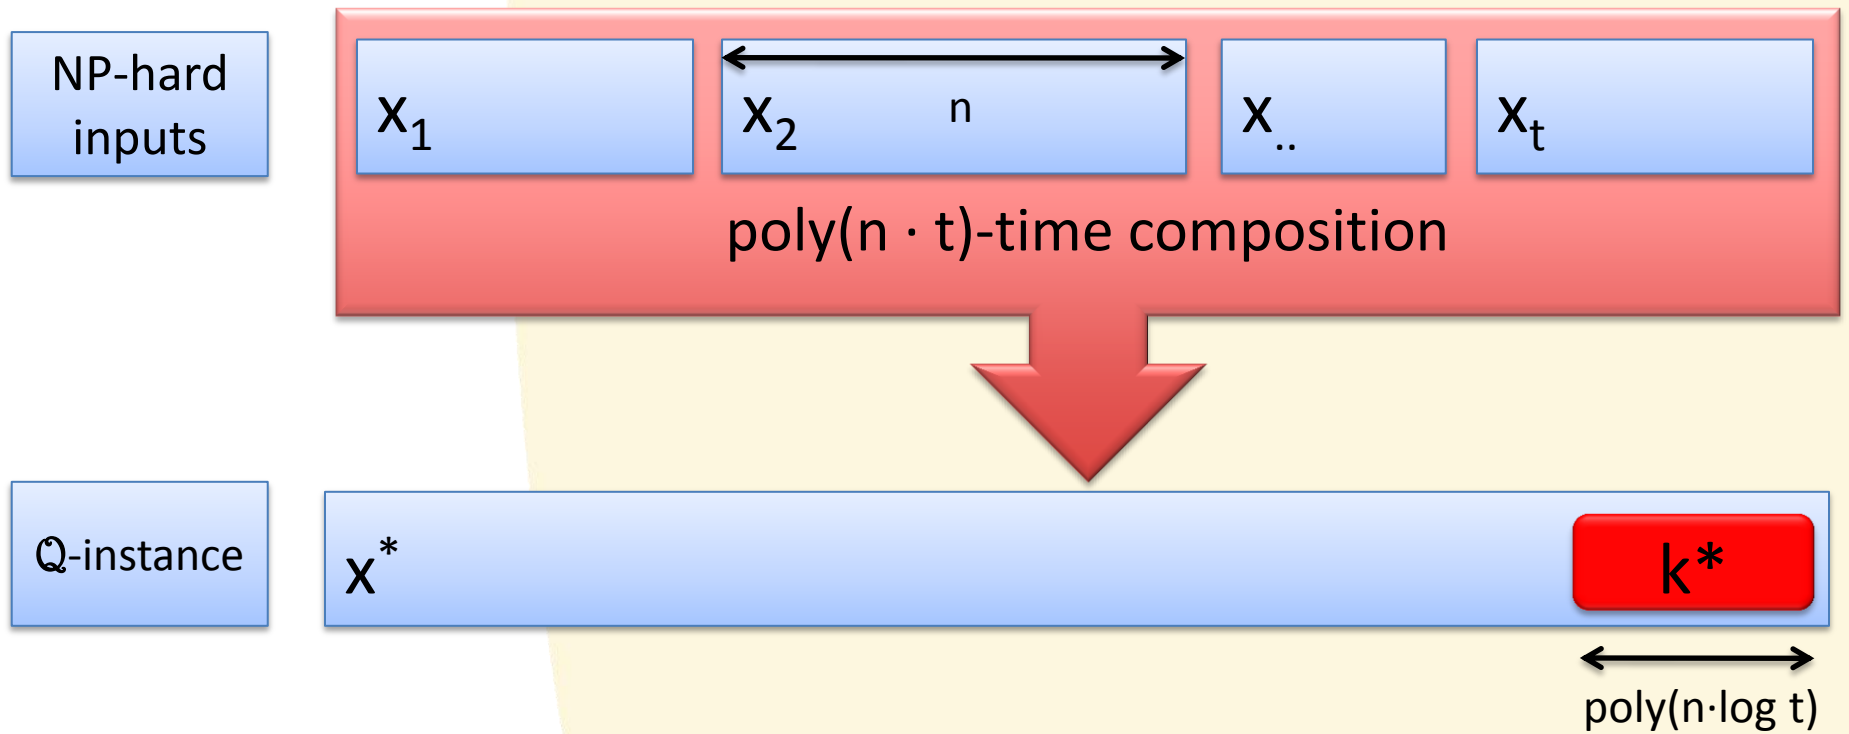 NP-hard
inputs
x₁
x₂
n
x..
xₜ
poly(n · t)-time composition
Q-instance
x*
k*
poly(n·log t)